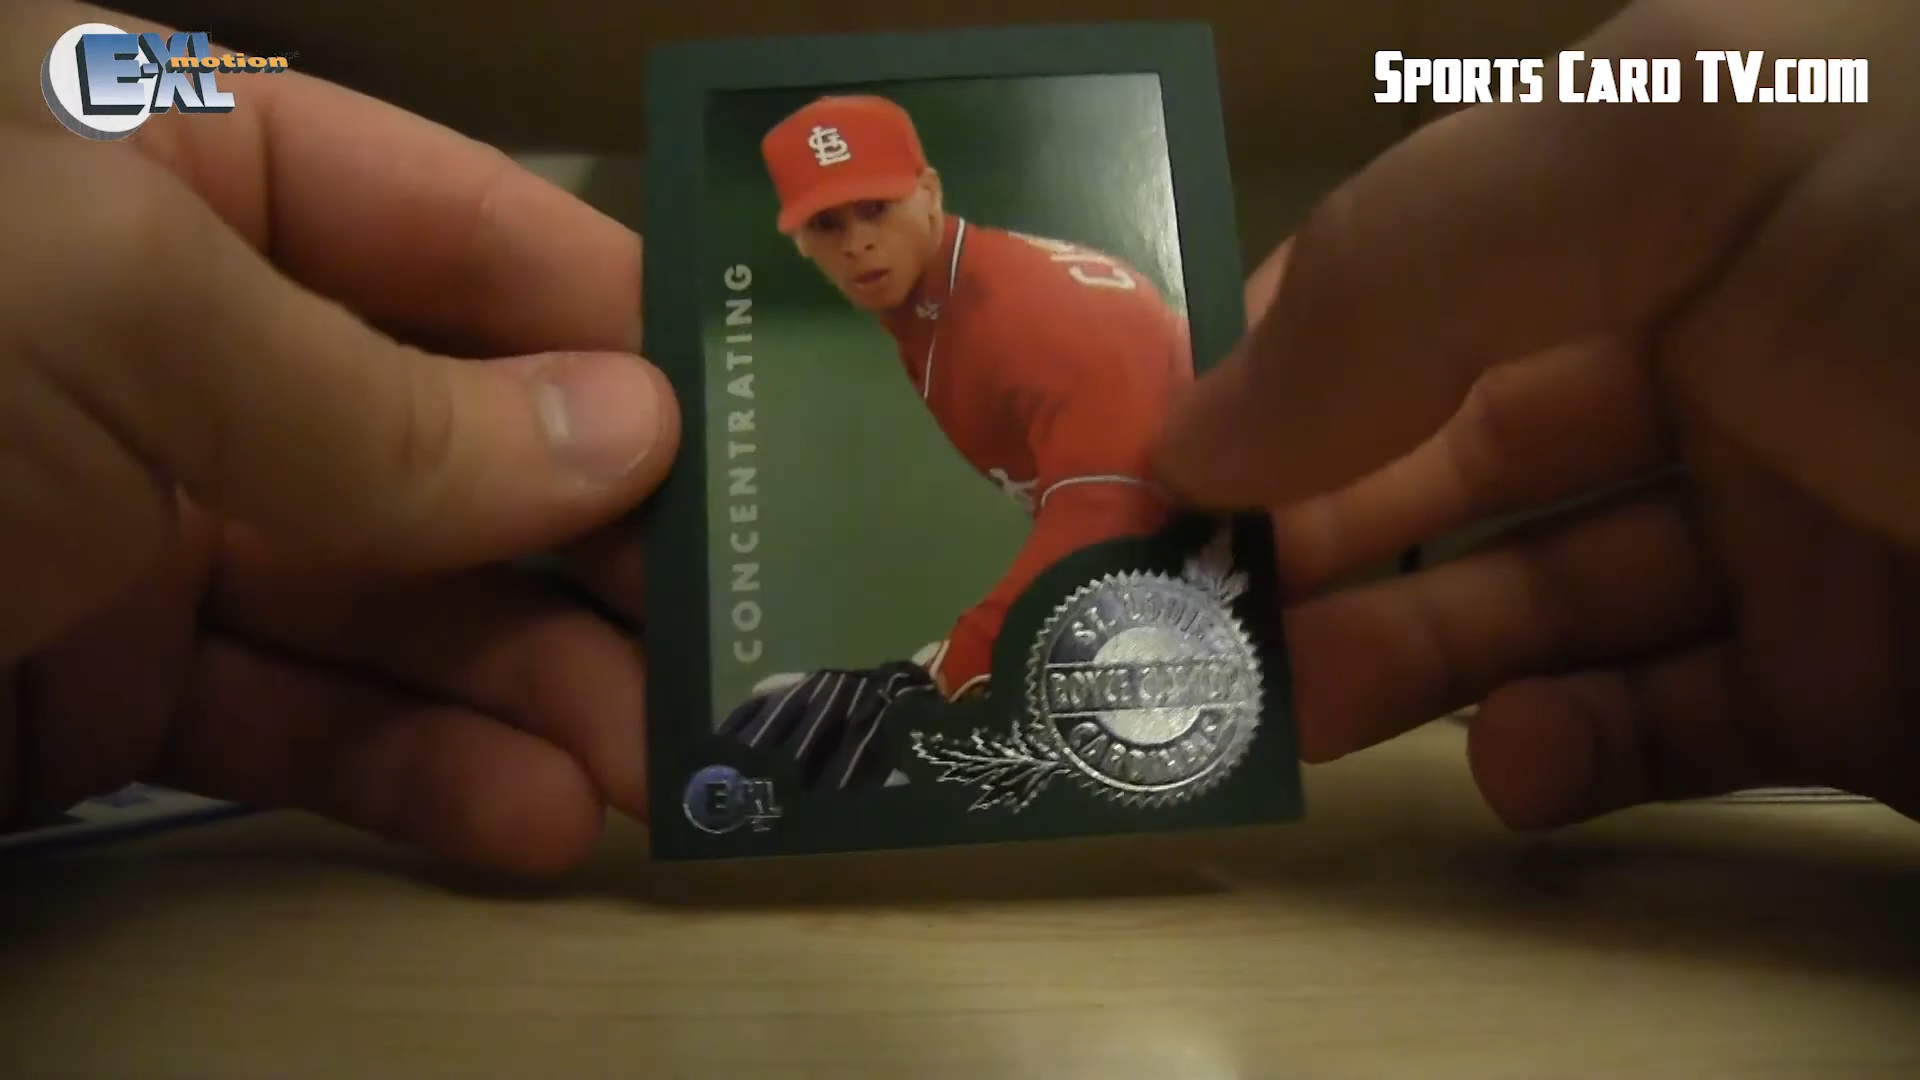 E-motion XL
SPORTS CARD TV.COM
CONCENTRATING
ST. LOUIS
ROYCE CLAYTON
CARDINALS
E XL